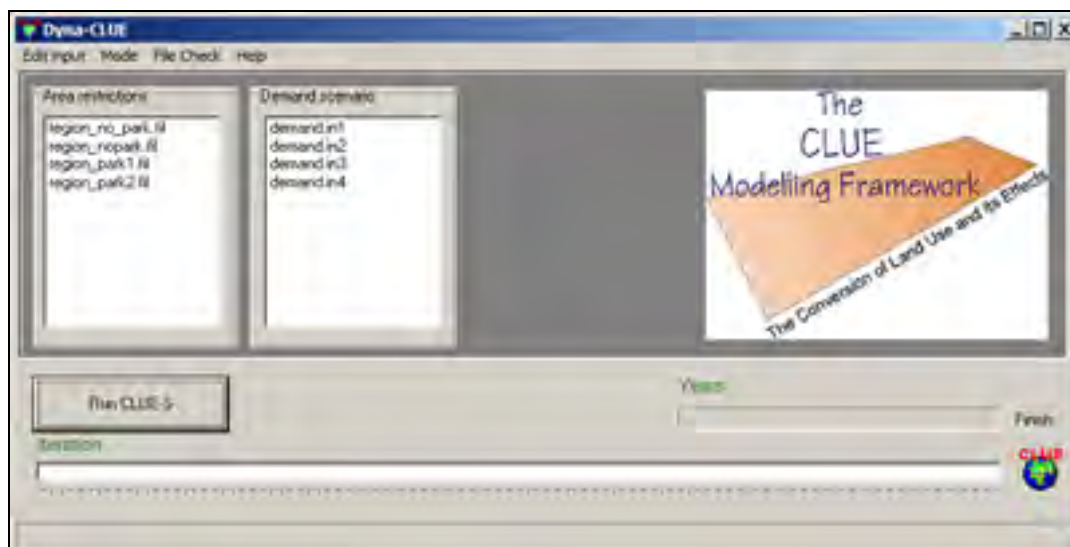 Dyna-CLUE
Edit input Mode File Check Help
Area restrictions
region_no_park.fil
region_nopark.fil
region_park1.fil
region_park2.fil
Demand scenario
demand.in1
demand.in2
demand.in3
demand.in4
The
CLUE
Modelling Framework
The Conversion of Land Use and its Effects
Run CLUE-S
Years
Finish
Iteration
CLUE